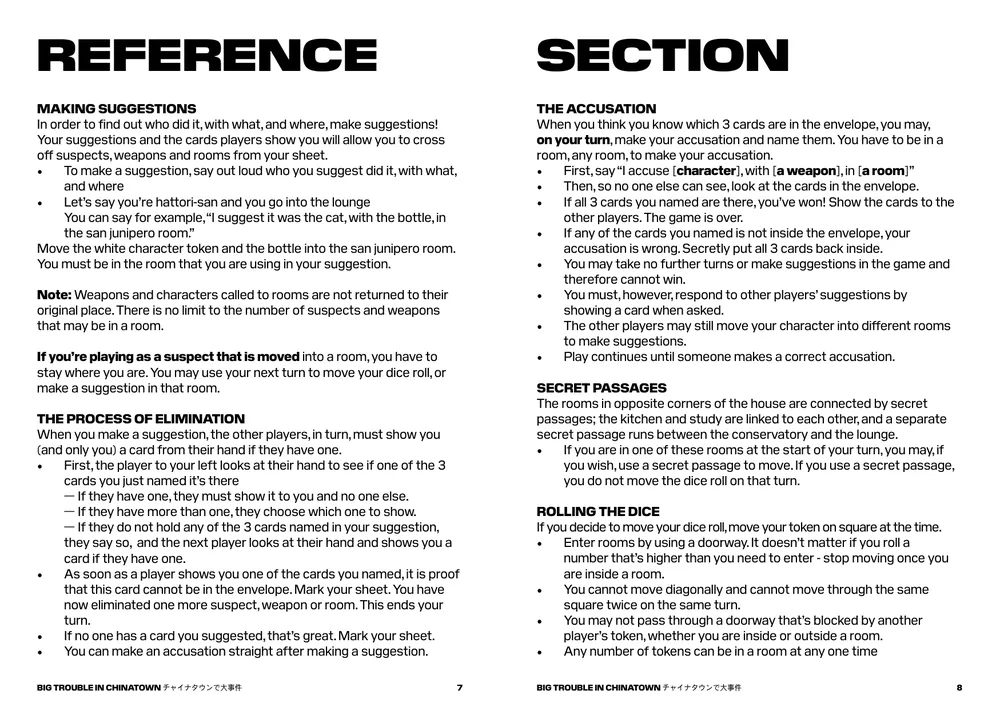 REFERENCE
MAKING SUGGESTIONS
In order to find out who did it, with what, and where, make suggestions!
Your suggestions and the cards players show you will allow you to cross
off suspects, weapons and rooms from your sheet.
• To make a suggestion, say out loud who you suggest did it, with what,
and where
• Let's say you're hattori-san and you go into the lounge
You can say for example, "I suggest it was the cat, with the bottle, in
the san junipero room."
Move the white character token and the bottle into the san junipero room.
You must be in the room that you are using in your suggestion.
Note: Weapons and characters called to rooms are not returned to their
original place. There is no limit to the number of suspects and weapons
that may be in a room.
If you're playing as a suspect that is moved into a room, you have to
stay where you are. You may use your next turn to move your dice roll, or
make a suggestion in that room.
THE PROCESS OF ELIMINATION
When you make a suggestion, the other players, in turn, must show you
(and only you) a card from their hand if they have one.
• First, the player to your left looks at their hand to see if one of the 3
cards you just named it's there
— If they have one, they must show it to you and no one else.
— If they have more than one, they choose which one to show.
— If they do not hold any of the 3 cards named in your suggestion,
they say so, and the next player looks at their hand and shows you a
card if they have one.
• As soon as a player shows you one of the cards you named, it is proof
that this card cannot be in the envelope. Mark your sheet. You have
now eliminated one more suspect, weapon or room. This ends your
turn.
• If no one has a card you suggested, that's great. Mark your sheet.
• You can make an accusation straight after making a suggestion.
BIG TROUBLE IN CHINATOWN チャイナタウンで大事件 7
SECTION
THE ACCUSATION
When you think you know which 3 cards are in the envelope, you may,
on your turn, make your accusation and name them. You have to be in a
room, any room, to make your accusation.
• First, say "I accuse [character], with [a weapon], in [a room]"
• Then, so no one else can see, look at the cards in the envelope.
• If all 3 cards you named are there, you've won! Show the cards to the
other players. The game is over.
• If any of the cards you named is not inside the envelope, your
accusation is wrong. Secretly put all 3 cards back inside.
• You may take no further turns or make suggestions in the game and
therefore cannot win.
• You must, however, respond to other players' suggestions by
showing a card when asked.
• The other players may still move your character into different rooms
to make suggestions.
• Play continues until someone makes a correct accusation.
SECRET PASSAGES
The rooms in opposite corners of the house are connected by secret
passages; the kitchen and study are linked to each other, and a separate
secret passage runs between the conservatory and the lounge.
• If you are in one of these rooms at the start of your turn, you may, if
you wish, use a secret passage to move. If you use a secret passage,
you do not move the dice roll on that turn.
ROLLING THE DICE
If you decide to move your dice roll, move your token on square at the time.
• Enter rooms by using a doorway. It doesn't matter if you roll a
number that's higher than you need to enter - stop moving once you
are inside a room.
• You cannot move diagonally and cannot move through the same
square twice on the same turn.
• You may not pass through a doorway that's blocked by another
player's token, whether you are inside or outside a room.
• Any number of tokens can be in a room at any one time
BIG TROUBLE IN CHINATOWN チャイナタウンで大事件 8